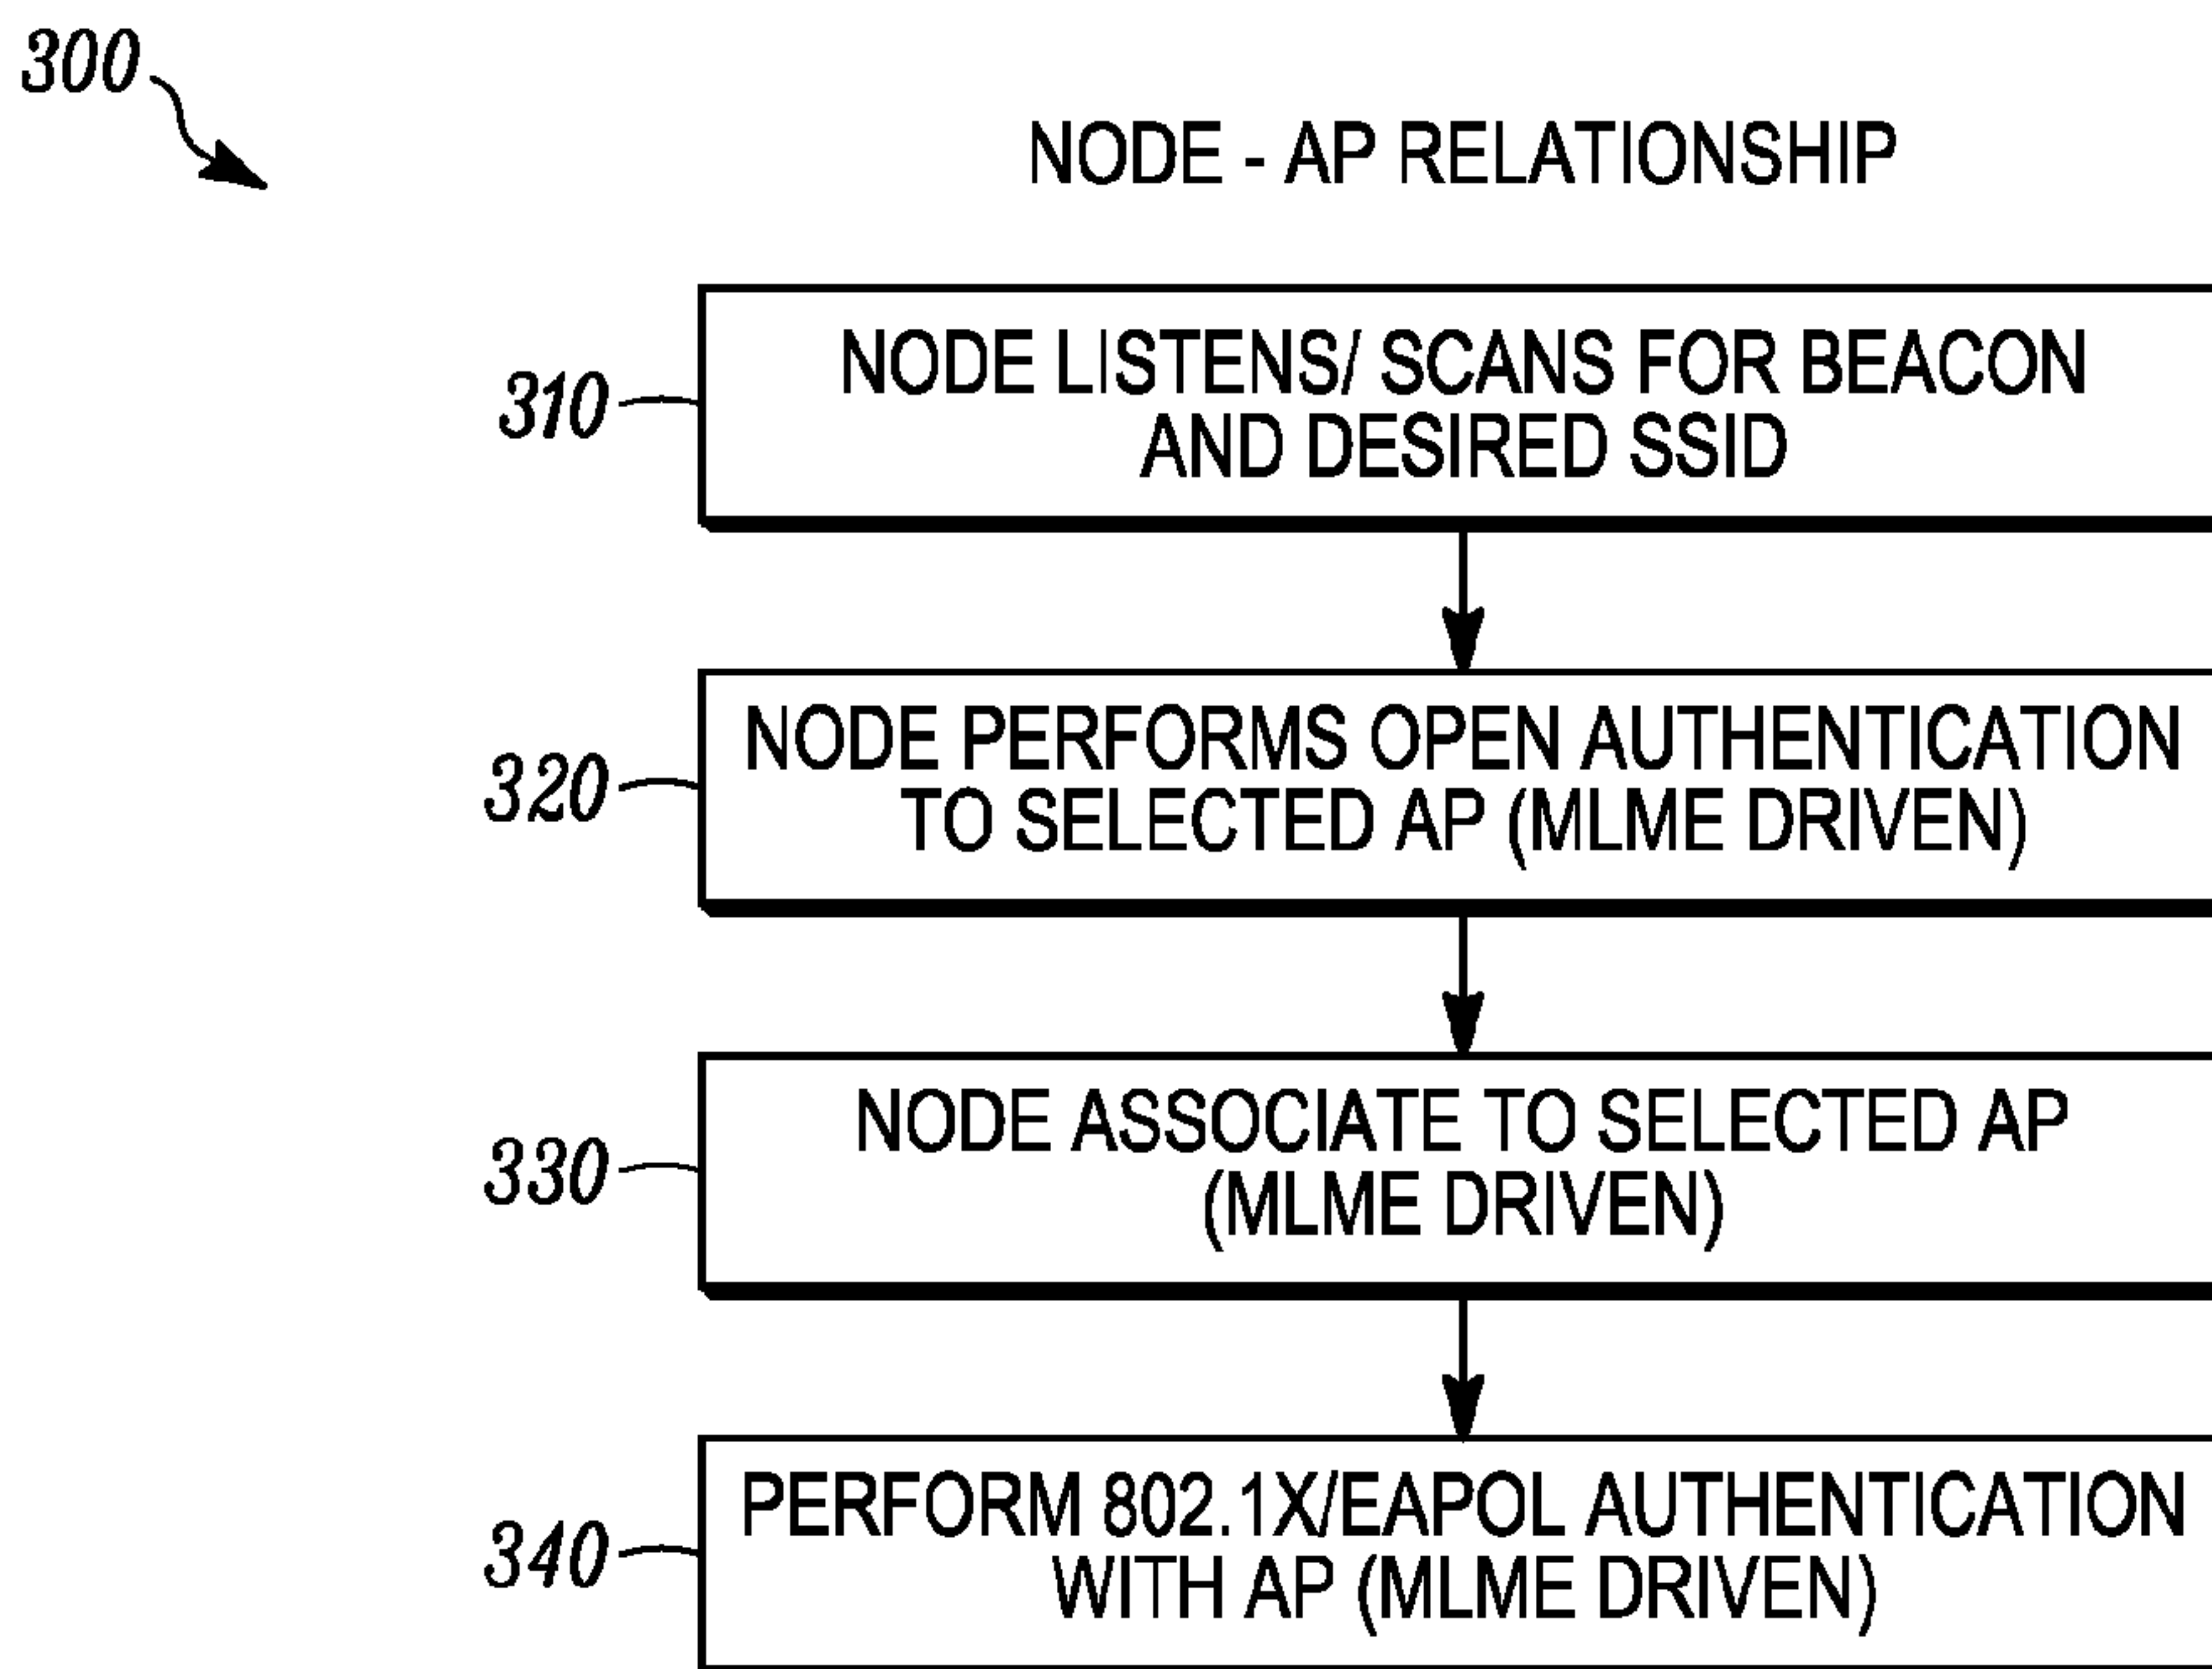 300
NODE - AP RELATIONSHIP
310
NODE LISTENS/ SCANS FOR BEACON
AND DESIRED SSID
320
NODE PERFORMS OPEN AUTHENTICATION
TO SELECTED AP (MLME DRIVEN)
330
NODE ASSOCIATE TO SELECTED AP
(MLME DRIVEN)
340
PERFORM 802.1X/EAPOL AUTHENTICATION
WITH AP (MLME DRIVEN)